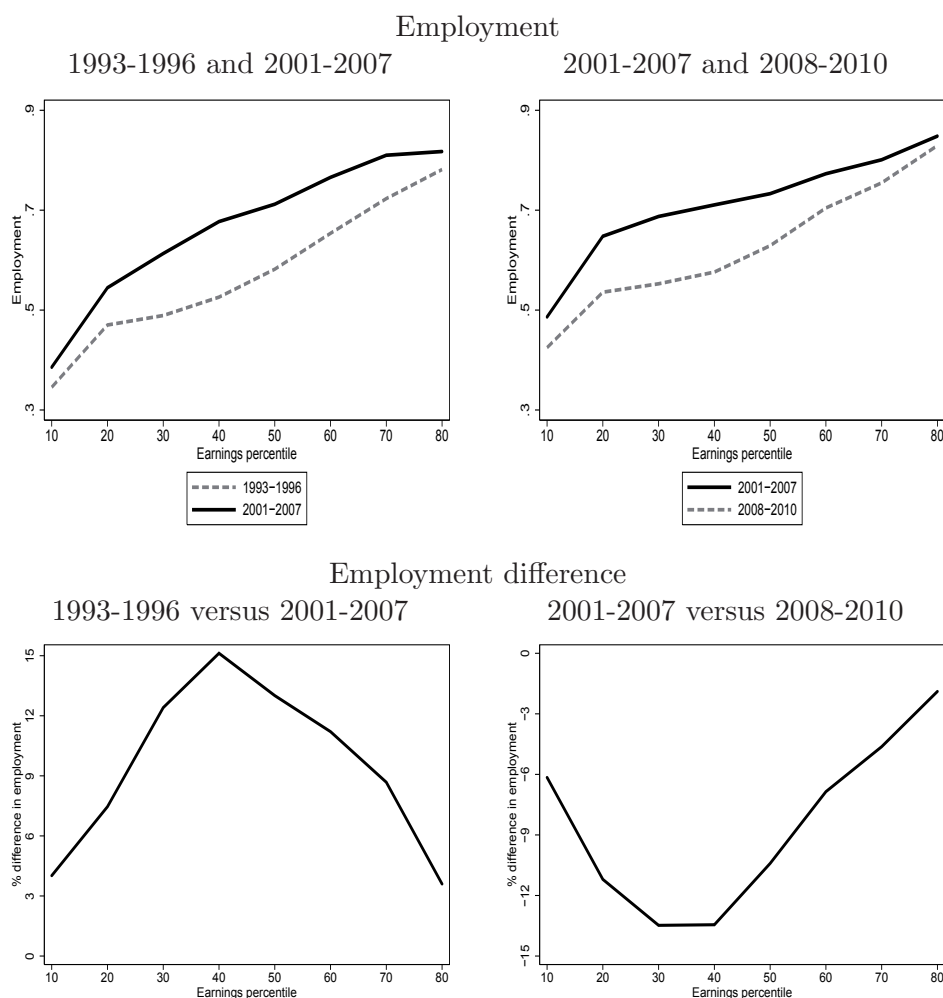 Employment
1993-1996 and 2001-2007
2001-2007 and 2008-2010
.9
.7
.5
.3
Employment
10 20 30 40 50 60 70 80
Earnings percentile
1993−1996
2001−2007
.9
.7
.5
.3
Employment
10 20 30 40 50 60 70 80
Earnings percentile
2001−2007
2008−2010
Employment difference
1993-1996 versus 2001-2007
2001-2007 versus 2008-2010
15
12
9
6
3
0
% difference in employment
10 20 30 40 50 60 70 80
Earnings percentile
0
−3
−6
−9
−12
−15
% difference in employment
10 20 30 40 50 60 70 80
Earnings percentile